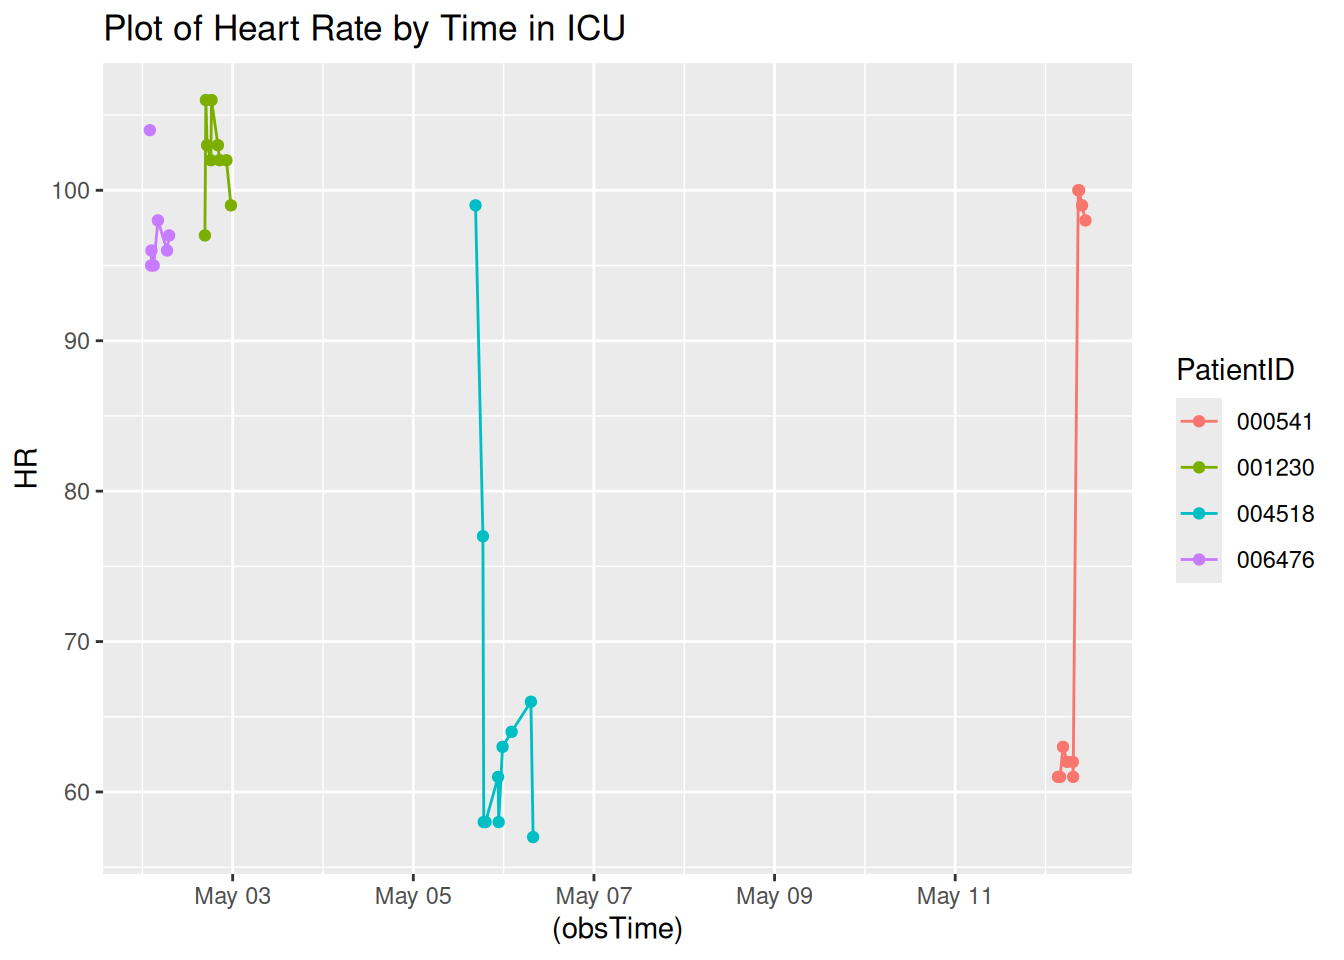 Plot of Heart Rate by Time in ICU
HR
100
90
80
70
60
May 03
May 05
May 07
May 09
May 11
(obsTime)
PatientID
000541
001230
004518
006476